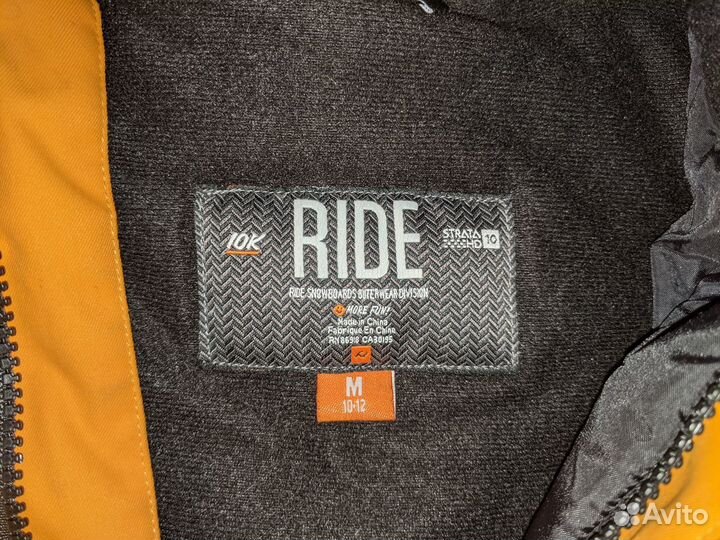 10K
RIDE
STRATA
HD 10
RIDE SNOWBOARDS OUTERWEAR DIVISION
MORE FUN!
Made in China
Fabriqué En China
RN 86918 CA30195
M
10-12
Avito